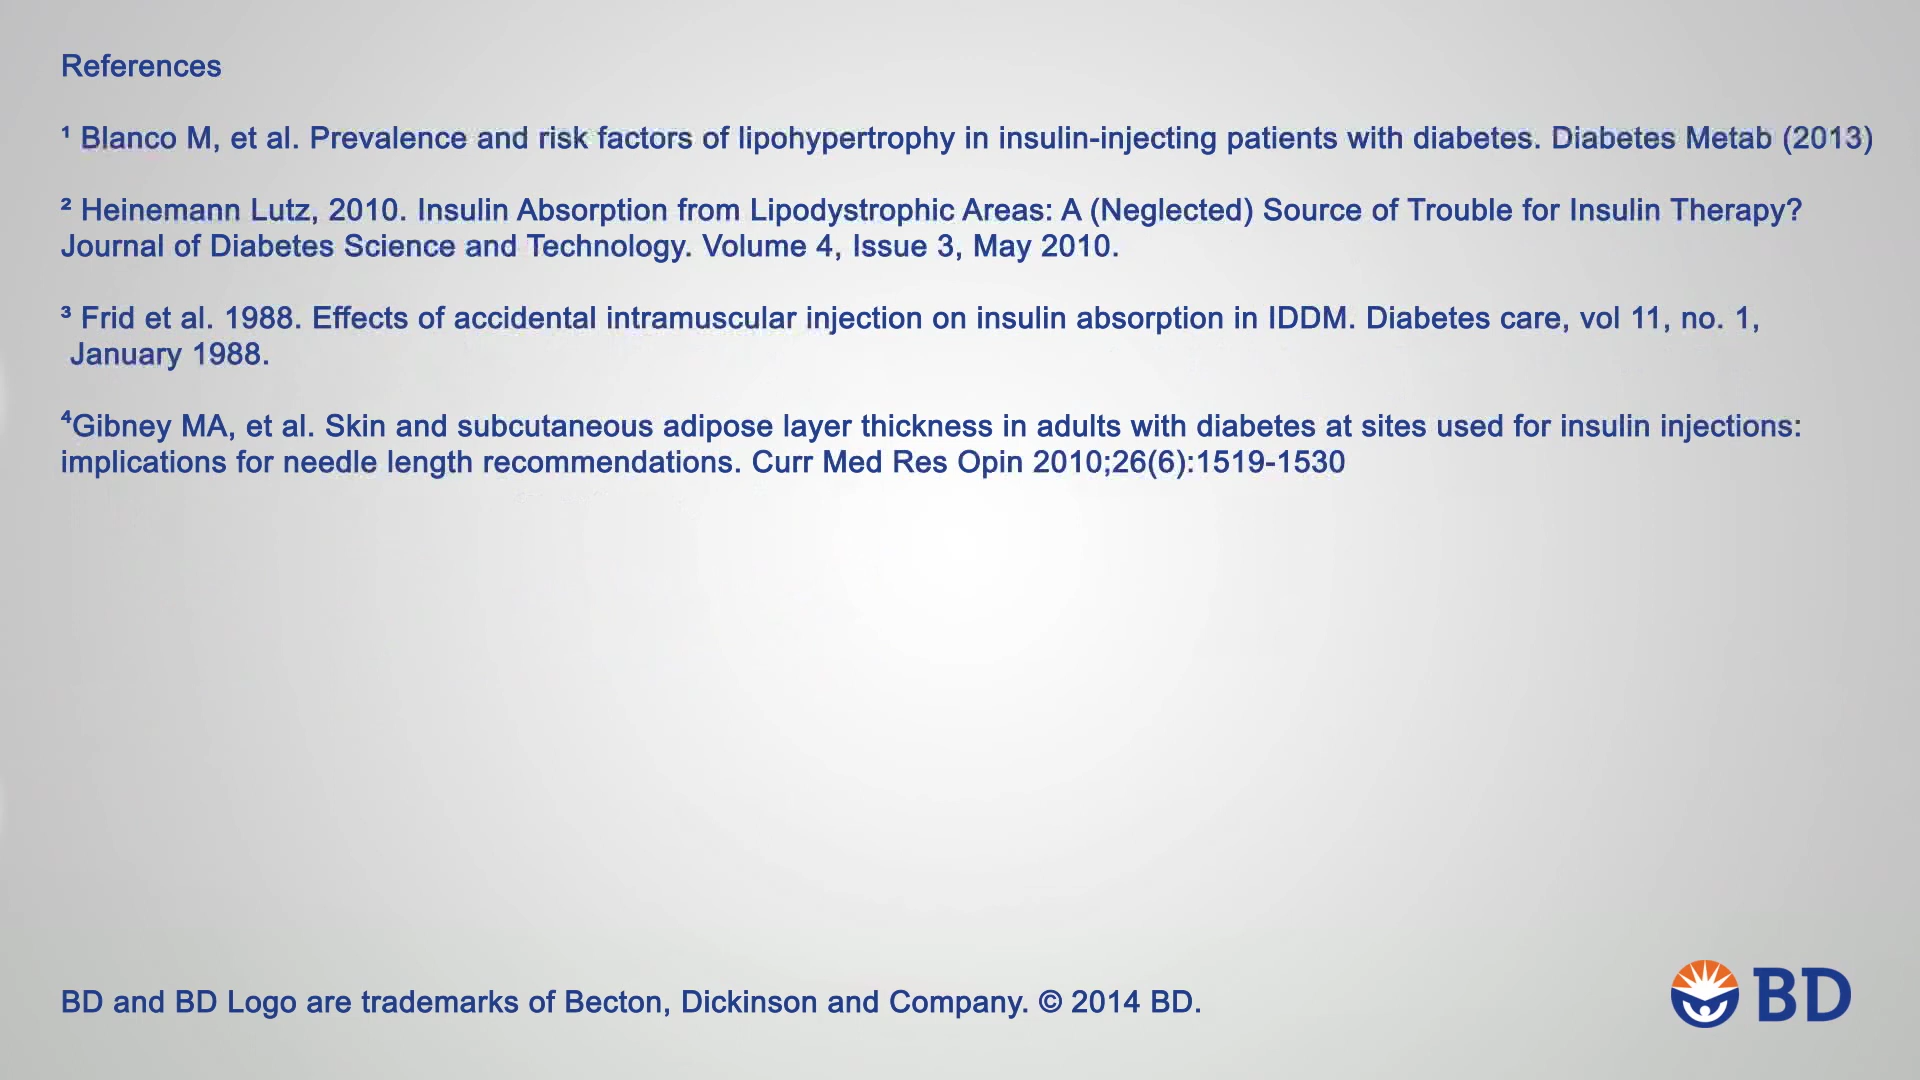 References
¹ Blanco M, et al. Prevalence and risk factors of lipohypertrophy in insulin-injecting patients with diabetes. Diabetes Metab (2013)
² Heinemann Lutz, 2010. Insulin Absorption from Lipodystrophic Areas: A (Neglected) Source of Trouble for Insulin Therapy?
Journal of Diabetes Science and Technology. Volume 4, Issue 3, May 2010.
³ Frid et al. 1988. Effects of accidental intramuscular injection on insulin absorption in IDDM. Diabetes care, vol 11, no. 1,
January 1988.
⁴Gibney MA, et al. Skin and subcutaneous adipose layer thickness in adults with diabetes at sites used for insulin injections:
implications for needle length recommendations. Curr Med Res Opin 2010;26(6):1519-1530
BD and BD Logo are trademarks of Becton, Dickinson and Company. © 2014 BD.
BD